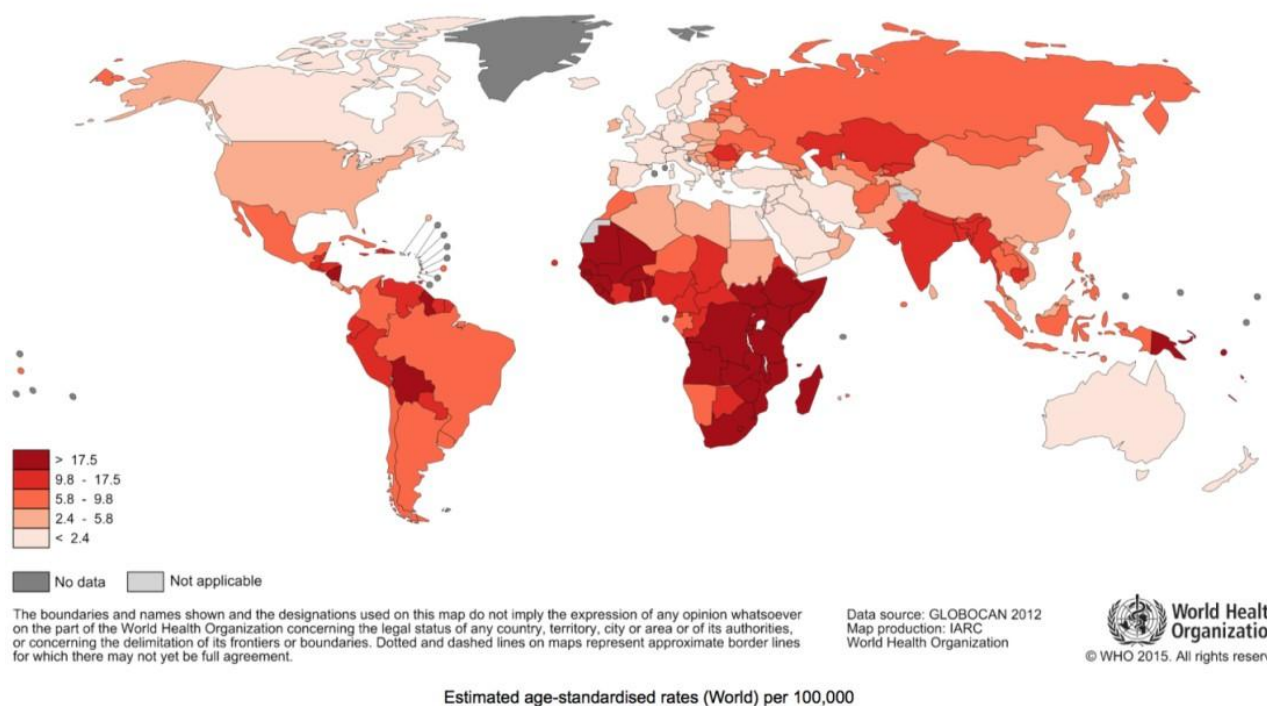 > 17.5
9.8 - 17.5
5.8 - 9.8
2.4 - 5.8
< 2.4
No data
Not applicable
The boundaries and names shown and the designations used on this map do not imply the expression of any opinion whatsoever
on the part of the World Health Organization concerning the legal status of any country, territory, city or area or of its authorities,
or concerning the delimitation of its frontiers or boundaries. Dotted and dashed lines on maps represent approximate border lines
for which there may not yet be full agreement.
Data source: GLOBOCAN 2012
Map production: IARC
World Health Organization
World Healt
Organizatio
© WHO 2015. All rights reserv
Estimated age-standardised rates (World) per 100,000